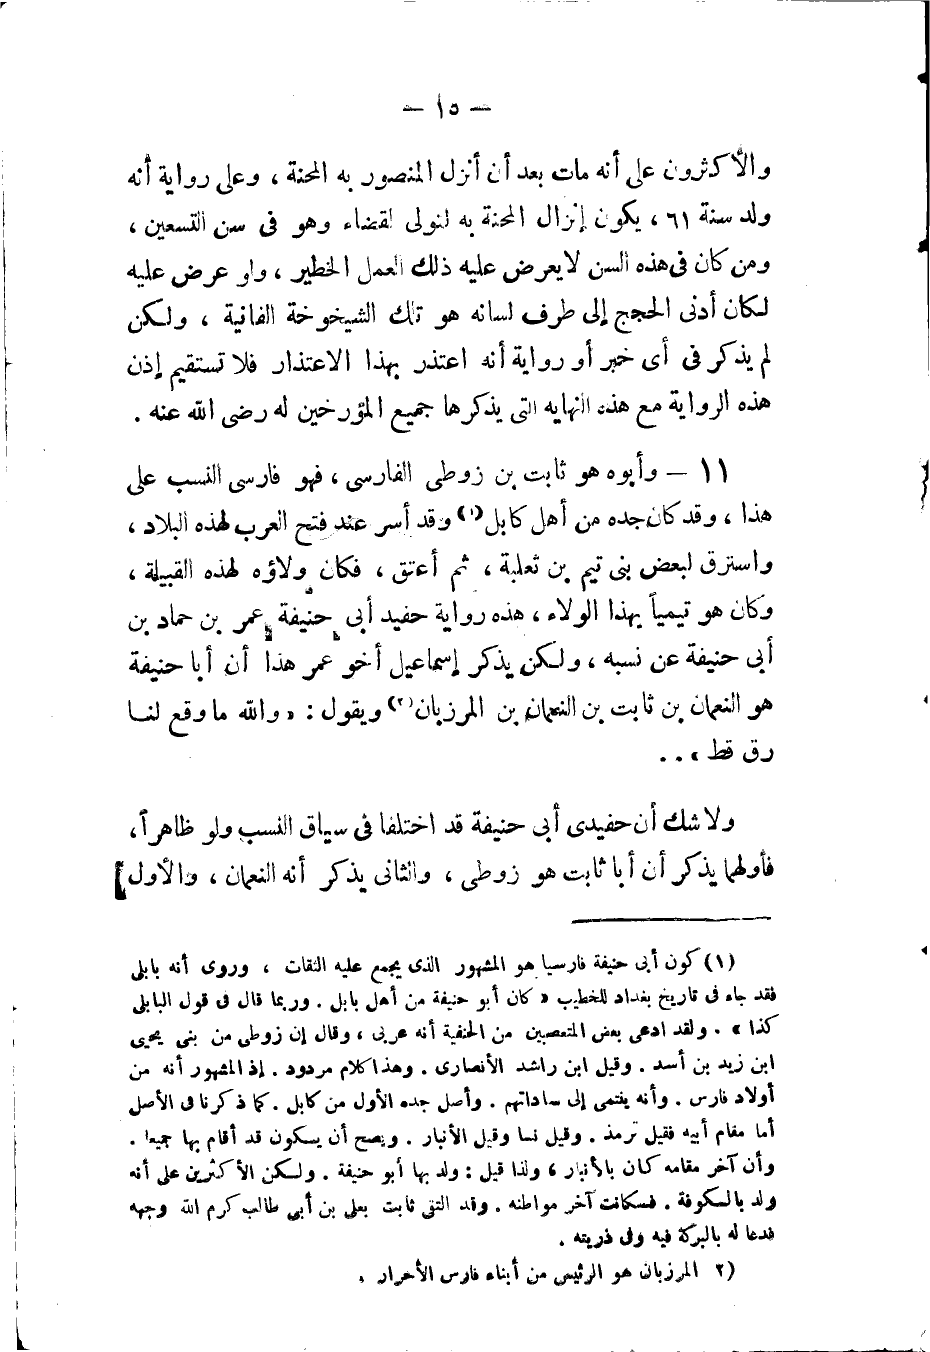 — ١٥ —
والأكثرون على أنه مات بعد أن أنزل المنصور به المحنة ، وعلى رواية أنه
ولد سنة ٦١ ، يكون إنزال المحنة به لتولى القضاء وهو فى سن التسعين ،
ومن كان فى هذه السن لا يعرض عليه ذلك العمل الخطير ، ولو عرض عليه
لكان أدنى الحجج إلى طرف لسانه هو تلك الشيخوخة الفانية ، ولكن
لم يذكر فى أى خبر أو رواية أنه اعتذر بهذا الاعتذار فلا تستقيم إذن
هذه الرواية مع هذه النهايه التى يذكرها جميع المؤرخين له رضى الله عنه .
١١ — وأبوه هو ثابت بن زوطى الفارسى ، فهو فارسى النسب على
هذا ، وقد كان جده من أهل كابل (١) وقد أسر عند فتح العرب لهذه البلاد ،
واسترق لبعض بنى تيم بن ثعلبة ، ثم أعتق ، فكان ولاؤه لهذه القبيلة ،
وكان هو تيمياً بهذا الولاء ، هذه رواية حفيد أبى حنيفة عمر بن حماد بن
أبى حنيفة عن نسبه ، ولكن يذكر إسماعيل أخو عمر هذا أن أبا حنيفة
هو النعمان بن ثابت بن النعمان بن المرزبان (٢) ويقول : « والله ما وقع لنا
رق قط » . .
ولا شك أن حفيدى أبى حنيفة قد اختلفا فى سياق النسب ولو ظاهراً ،
فأولهما يذكر أن أبا ثابت هو زوطى ، والثانى يذكر أنه النعمان ، والأول
(١) كون أبى حنيفة فارسيا هو المشهور الذى يجمع عليه الثقات ، وروى أنه بابلى
فقد جاء فى تاريخ بغداد للخطيب « كان أبو حنيفة من أهل بابل . وربما قال فى قول البابلى
كذا » . ولقد ادعى بعض المتعصبين من الحنفية أنه عربى ، وقال إن زوطى من بنى يحيى
ابن زيد بن أسد . وقيل ابن راشد الأنصارى . وهذا كلام مردود . إذ المشهور أنه من
أولاد فارس . وأنه ينتمى إلى ساداتهم . وأصل جده الأول من كابل . كما ذكرنا فى الأصل
أما مقام أبيه فقيل ترمذ . وقيل نسا وقيل الأنبار . ويصح أن يسكون قد أقام بها جميعا .
وأن آخر مقامه كان بالأنبار ، ولذا قيل : ولد بها أبو حنيفة . ولكن الأكثرين على أنه
ولد بالسكوفة . فسكانت آخر مواطنه . وقد التقى ثابت بعلى بن أبى طالب كرم الله وجهه
فدعا له بالبركة فيه وفى ذريته .
(٢ المرزبان هو الرئيس من أبناء فارس الأحرار .